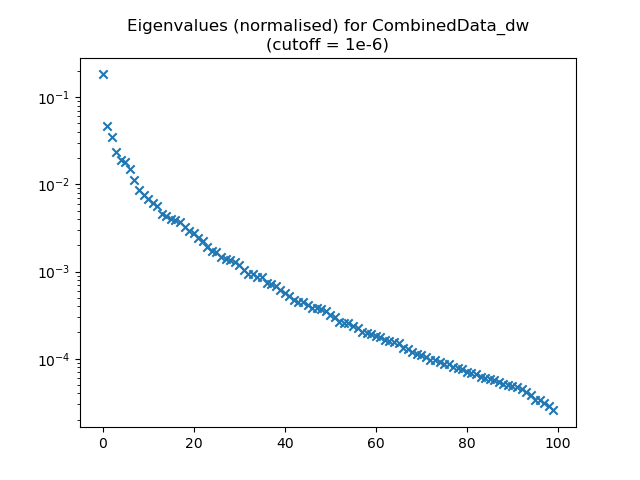 Eigenvalues (normalised) for CombinedData_dw
(cutoff = 1e-6)
10⁻¹
10⁻²
10⁻³
10⁻⁴
0 20 40 60 80 100